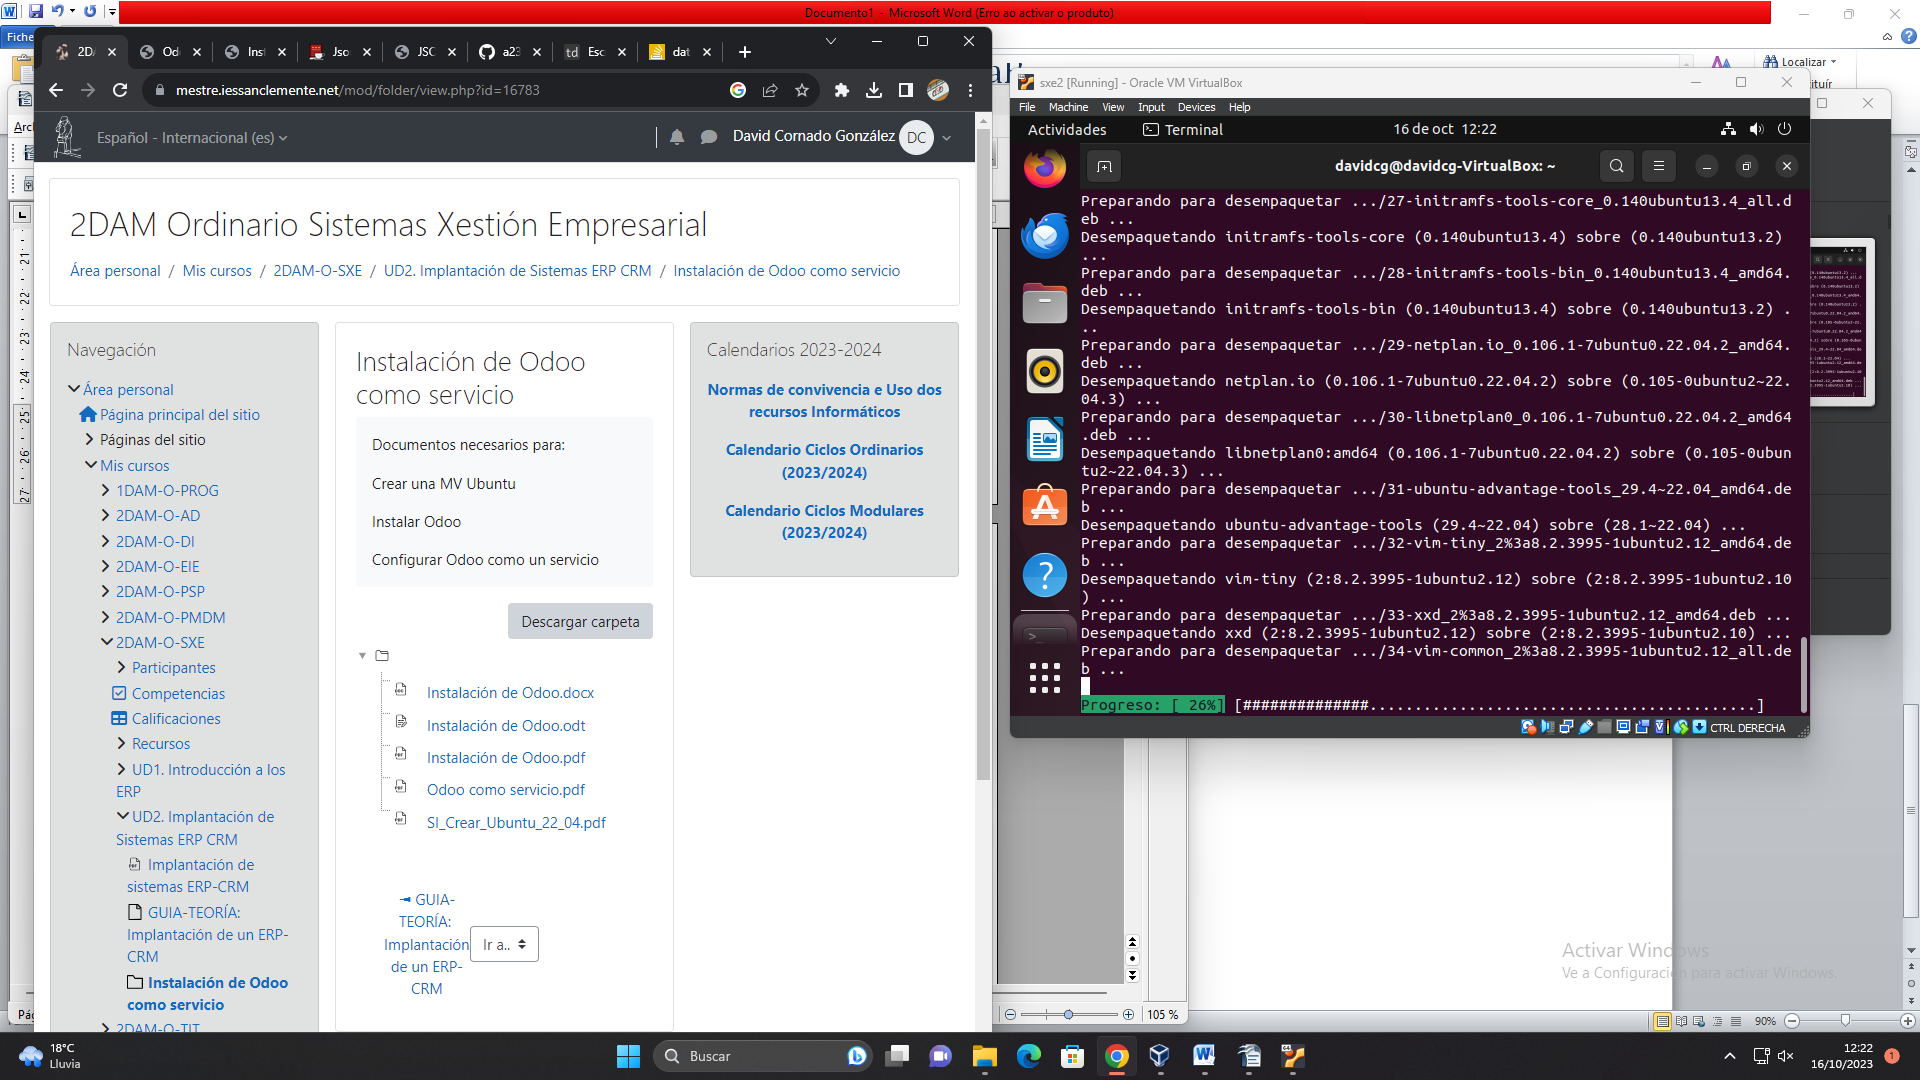 Documento1 - Microsoft Word (Erro ao activar o produto)
Fiche
Localizar
2D/
Od
Inst
Jso
JSC
a23
Esc
dat
mestre.iessanclemente.net/mod/folder/view.php?id=16783
Español - Internacional (es)
David Cornado González
DC
2DAM Ordinario Sistemas Xestión Empresarial
Área personal / Mis cursos / 2DAM-O-SXE / UD2. Implantación de Sistemas ERP CRM / Instalación de Odoo como servicio
Navegación
Área personal
Página principal del sitio
Páginas del sitio
Mis cursos
1DAM-O-PROG
2DAM-O-AD
2DAM-O-DI
2DAM-O-EIE
2DAM-O-PSP
2DAM-O-PMDM
2DAM-O-SXE
Participantes
Competencias
Calificaciones
Recursos
UD1. Introducción a los
ERP
UD2. Implantación de
Sistemas ERP CRM
Implantación de
sistemas ERP-CRM
GUIA-TEORÍA:
Implantación de un ERP-
CRM
Instalación de Odoo
como servicio
2DAM-O-TIT
Instalación de Odoo
como servicio
Documentos necesarios para:
Crear una MV Ubuntu
Instalar Odoo
Configurar Odoo como un servicio
Descargar carpeta
Instalación de Odoo.docx
Instalación de Odoo.odt
Instalación de Odoo.pdf
Odoo como servicio.pdf
SI_Crear_Ubuntu_22_04.pdf
◄ GUIA-
TEORÍA:
Implantación
de un ERP-
CRM
Ir a..
Calendarios 2023-2024
Normas de convivencia e Uso dos
recursos Informáticos
Calendario Ciclos Ordinarios
(2023/2024)
Calendario Ciclos Modulares
(2023/2024)
sxe2 [Running] - Oracle VM VirtualBox
File Machine View Input Devices Help
Actividades Terminal 16 de oct 12:22
davidcg@davidcg-VirtualBox: ~
Preparando para desempaquetar .../27-initramfs-tools-core_0.140ubuntu13.4_all.d
eb ...
Desempaquetando initramfs-tools-core (0.140ubuntu13.4) sobre (0.140ubuntu13.2)
...
Preparando para desempaquetar .../28-initramfs-tools-bin_0.140ubuntu13.4_amd64.
deb ...
Desempaquetando initramfs-tools-bin (0.140ubuntu13.4) sobre (0.140ubuntu13.2) .
..
Preparando para desempaquetar .../29-netplan.io_0.106.1-7ubuntu0.22.04.2_amd64.
deb ...
Desempaquetando netplan.io (0.106.1-7ubuntu0.22.04.2) sobre (0.105-0ubuntu2~22.
04.3) ...
Preparando para desempaquetar .../30-libnetplan0_0.106.1-7ubuntu0.22.04.2_amd64
.deb ...
Desempaquetando libnetplan0:amd64 (0.106.1-7ubuntu0.22.04.2) sobre (0.105-0ubun
tu2~22.04.3) ...
Preparando para desempaquetar .../31-ubuntu-advantage-tools_29.4~22.04_amd64.de
b ...
Desempaquetando ubuntu-advantage-tools (29.4~22.04) sobre (28.1~22.04) ...
Preparando para desempaquetar .../32-vim-tiny_2%3a8.2.3995-1ubuntu2.12_amd64.de
b ...
Desempaquetando vim-tiny (2:8.2.3995-1ubuntu2.12) sobre (2:8.2.3995-1ubuntu2.10
) ...
Preparando para desempaquetar .../33-xxd_2%3a8.2.3995-1ubuntu2.12_amd64.deb ...
Desempaquetando xxd (2:8.2.3995-1ubuntu2.12) sobre (2:8.2.3995-1ubuntu2.10) ...
Preparando para desempaquetar .../34-vim-common_2%3a8.2.3995-1ubuntu2.12_all.de
b ...
Progreso: [ 26%] [##############...........................................]
CTRL DERECHA
Activar Windows
Ve a Configuración para activar Windows.
105 %
90%
18°C
Lluvia
Buscar
12:22
16/10/2023
1